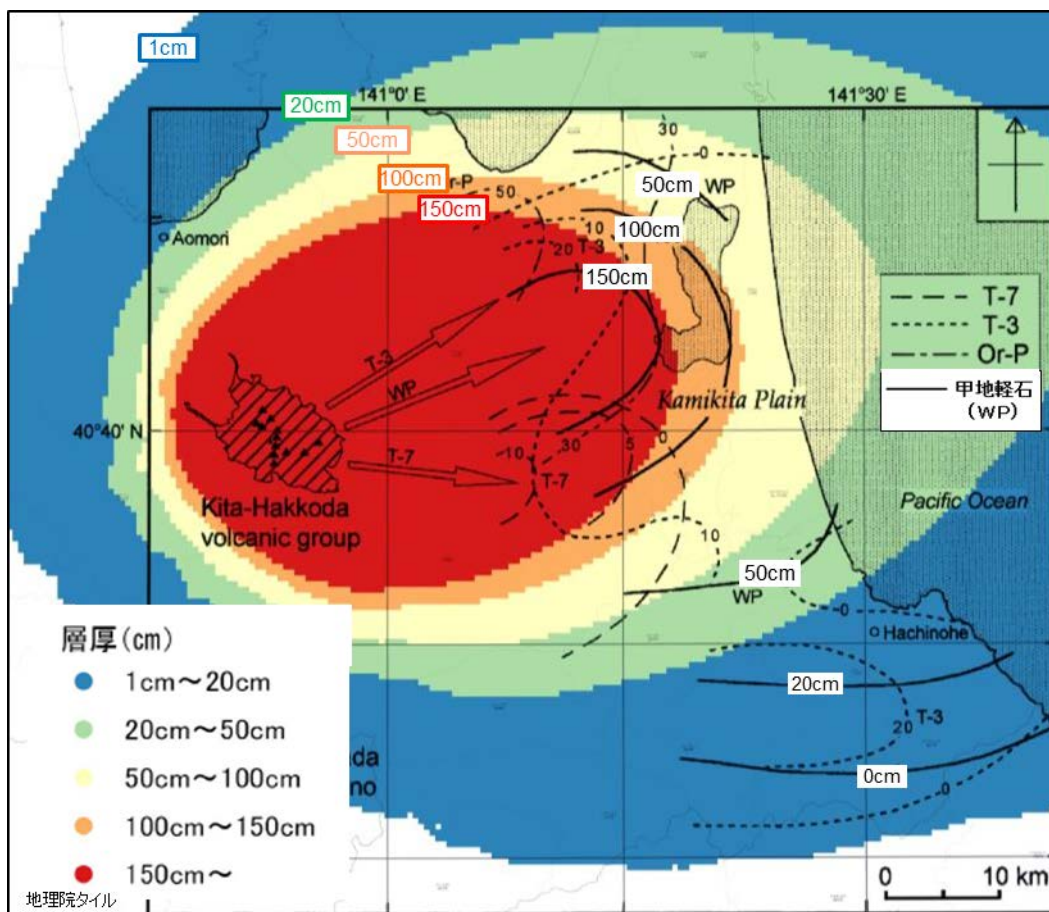 1cm
20cm
141°0' E
141°30' E
50cm
30
0
100cm
Or-P
50
50cm
WP
150cm
10
100cm
Aomori
20
T-3
0
150cm
T-7
T-3
Or-P
甲地軽石
(WP)
T-3
WP
0
Kamikita Plain
40°40' N
T-7
10
30
5
0
T-7
Pacific Ocean
Kita-Hakkoda
volcanic group
10
50cm
WP
0
Hachinohe
層厚(cm)
1cm～20cm
20cm
20cm～50cm
T-3
20
50cm～100cm
0cm
0
100cm～150cm
150cm～
0
10 km
地理院タイル